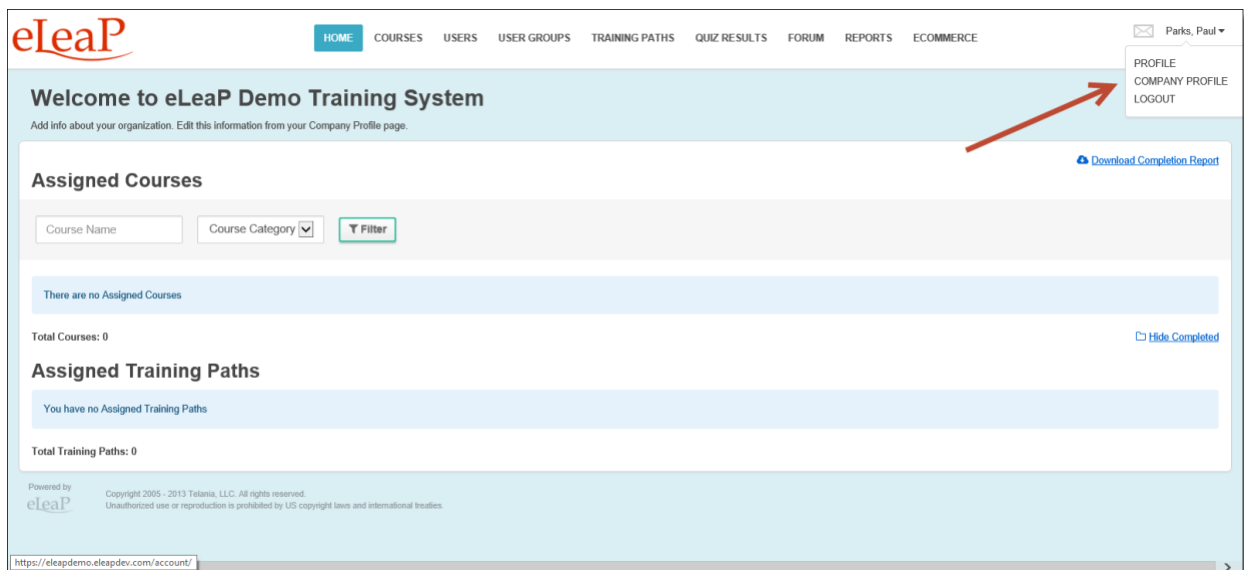 eLeaP
HOME COURSES USERS USER GROUPS TRAINING PATHS QUIZ RESULTS FORUM REPORTS ECOMMERCE
Parks, Paul
PROFILE
COMPANY PROFILE
LOGOUT
Welcome to eLeaP Demo Training System
Add info about your organization. Edit this information from your Company Profile page.
Download Completion Report
Assigned Courses
Course Name Course Category Filter
There are no Assigned Courses
Total Courses: 0 Hide Completed
Assigned Training Paths
You have no Assigned Training Paths
Total Training Paths: 0
Powered by
eLeaP
Copyright 2005 - 2013 Telania, LLC. All rights reserved.
Unauthorized use or reproduction is prohibited by US copyright laws and international treaties.
https://eleapdemo.eleapdev.com/account/